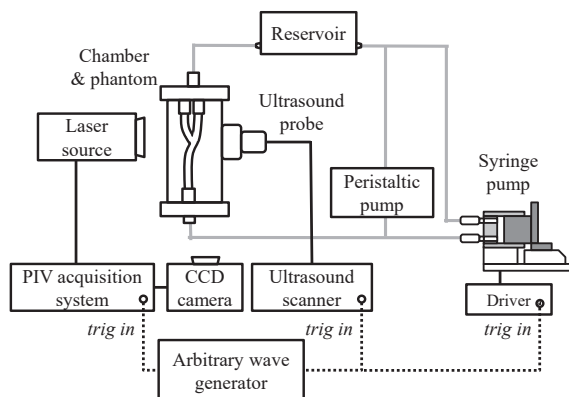 Reservoir
Chamber
& phantom
Ultrasound
probe
Laser
source
Syringe
pump
Peristaltic
pump
PIV acquisition
system
CCD
camera
Ultrasound
scanner
Driver
trig in
trig in
trig in
Arbitrary wave
generator